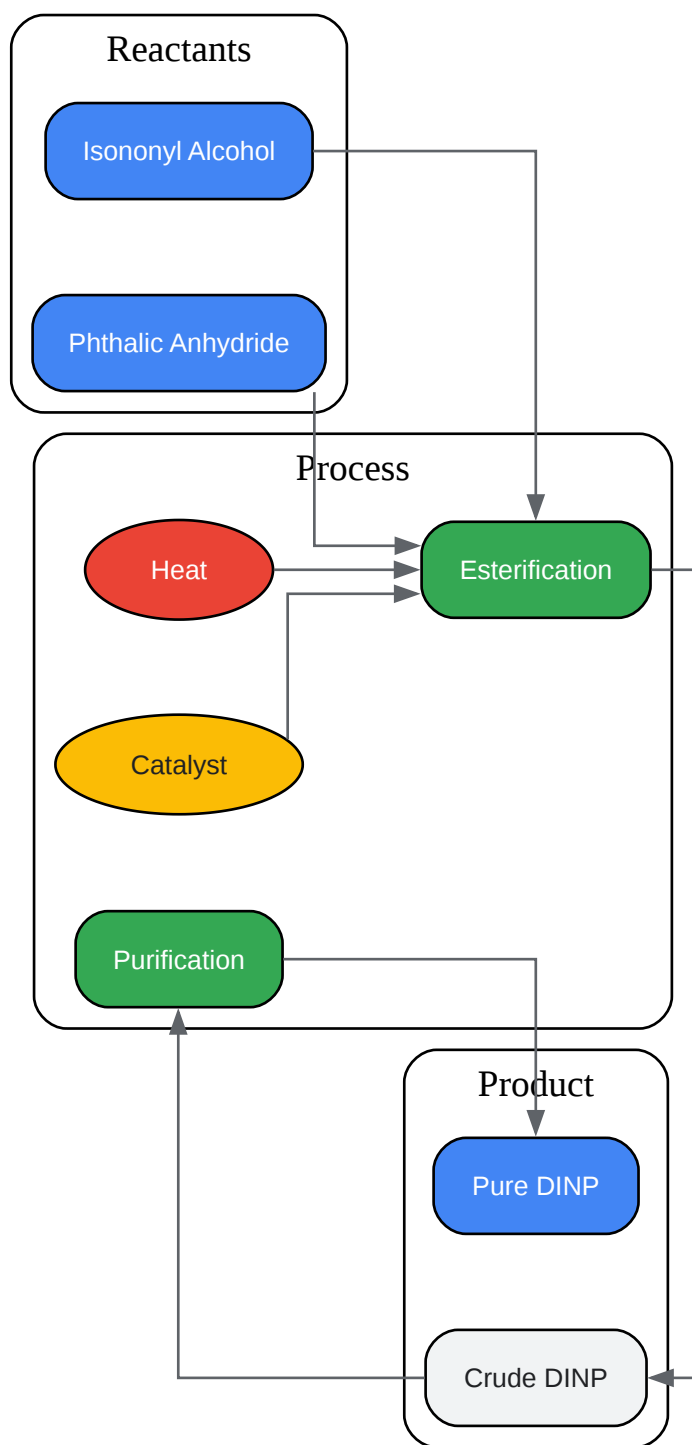 Reactants
Isononyl Alcohol
Phthalic Anhydride
Process
Heat
Esterification
Catalyst
Purification
Product
Pure DINP
Crude DINP